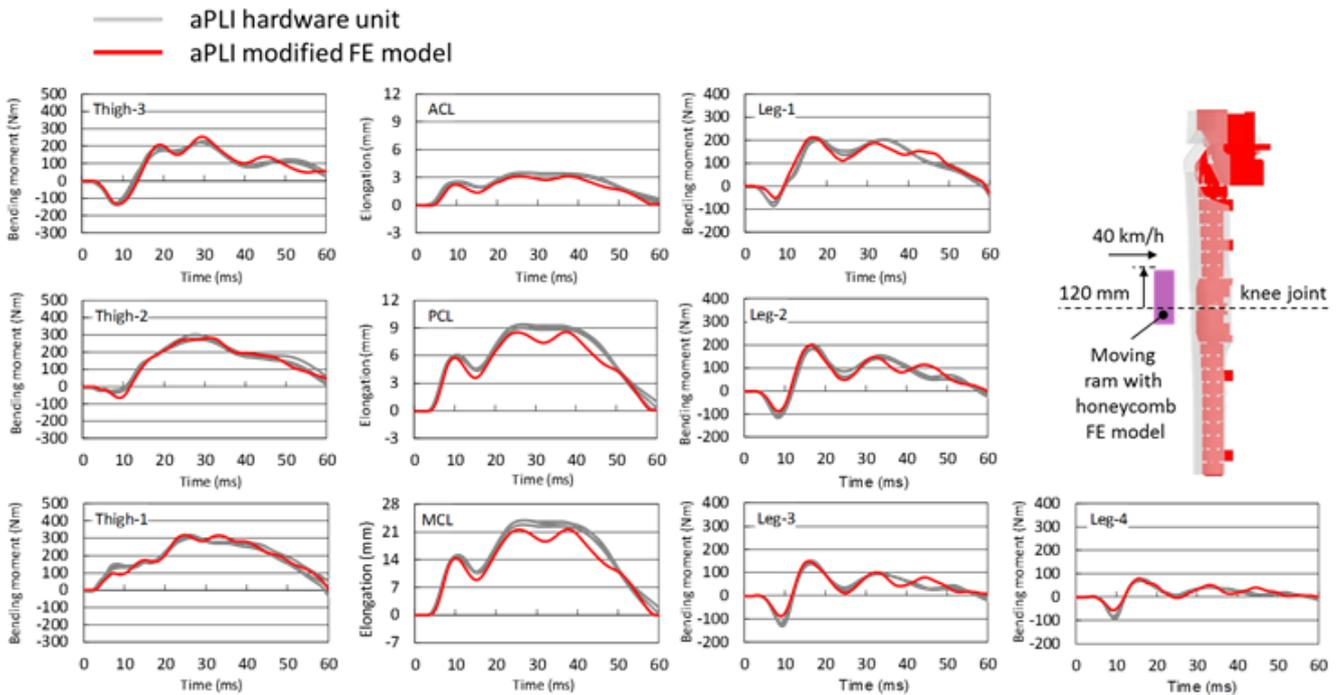 aPLI hardware unit
aPLI modified FE model
Thigh-3
Bending moment (Nm)
500
400
300
200
100
0
-100
-200
-300
0 10 20 30 40 50 60
Time (ms)
ACL
Elongation (mm)
12
9
6
3
0
-3
0 10 20 30 40 50 60
Time (ms)
Leg-1
Bending moment (Nm)
400
300
200
100
0
-100
-200
0 10 20 30 40 50 60
Time (ms)
Thigh-2
Bending moment (Nm)
500
400
300
200
100
0
-100
-200
-300
0 10 20 30 40 50 60
Time (ms)
PCL
Elongation (mm)
12
9
6
3
0
-3
0 10 20 30 40 50 60
Time (ms)
Leg-2
Bending moment (Nm)
400
300
200
100
0
-100
-200
0 10 20 30 40 50 60
Time (ms)
40 km/h
120 mm
knee joint
Moving
ram with
honeycomb
FE model
Thigh-1
Bending moment (Nm)
500
400
300
200
100
0
-100
-200
-300
0 10 20 30 40 50 60
Time (ms)
MCL
Elongation (mm)
28
21
14
7
0
-7
0 10 20 30 40 50 60
Time (ms)
Leg-3
Bending moment (Nm)
400
300
200
100
0
-100
-200
0 10 20 30 40 50 60
Time (ms)
Leg-4
Bending moment (Nm)
400
300
200
100
0
-100
-200
0 10 20 30 40 50 60
Time (ms)